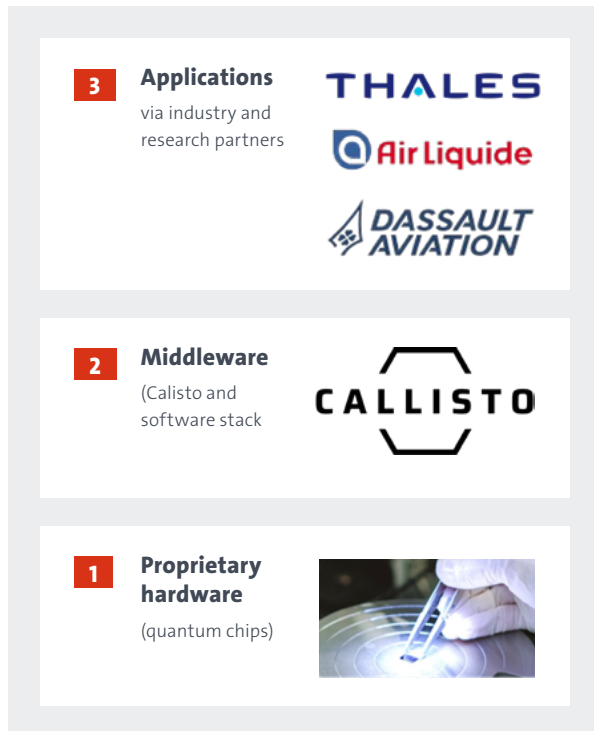 3
Applications
via industry and
research partners
THALES
Air Liquide
DASSAULT
AVIATION
2
Middleware
(Calisto and
software stack
CALLISTO
1
Proprietary
hardware
(quantum chips)